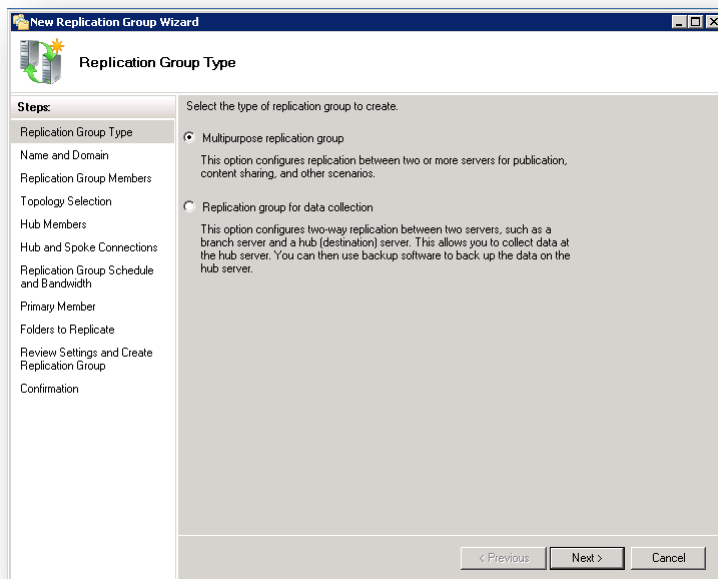 New Replication Group Wizard
Replication Group Type
Steps:
Replication Group Type
Name and Domain
Replication Group Members
Topology Selection
Hub Members
Hub and Spoke Connections
Replication Group Schedule
and Bandwidth
Primary Member
Folders to Replicate
Review Settings and Create
Replication Group
Confirmation
Select the type of replication group to create.
Multipurpose replication group
This option configures replication between two or more servers for publication,
content sharing, and other scenarios.
Replication group for data collection
This option configures two-way replication between two servers, such as a
branch server and a hub (destination) server. This allows you to collect data at
the hub server. You can then use backup software to back up the data on the
hub server.
< Previous
Next >
Cancel